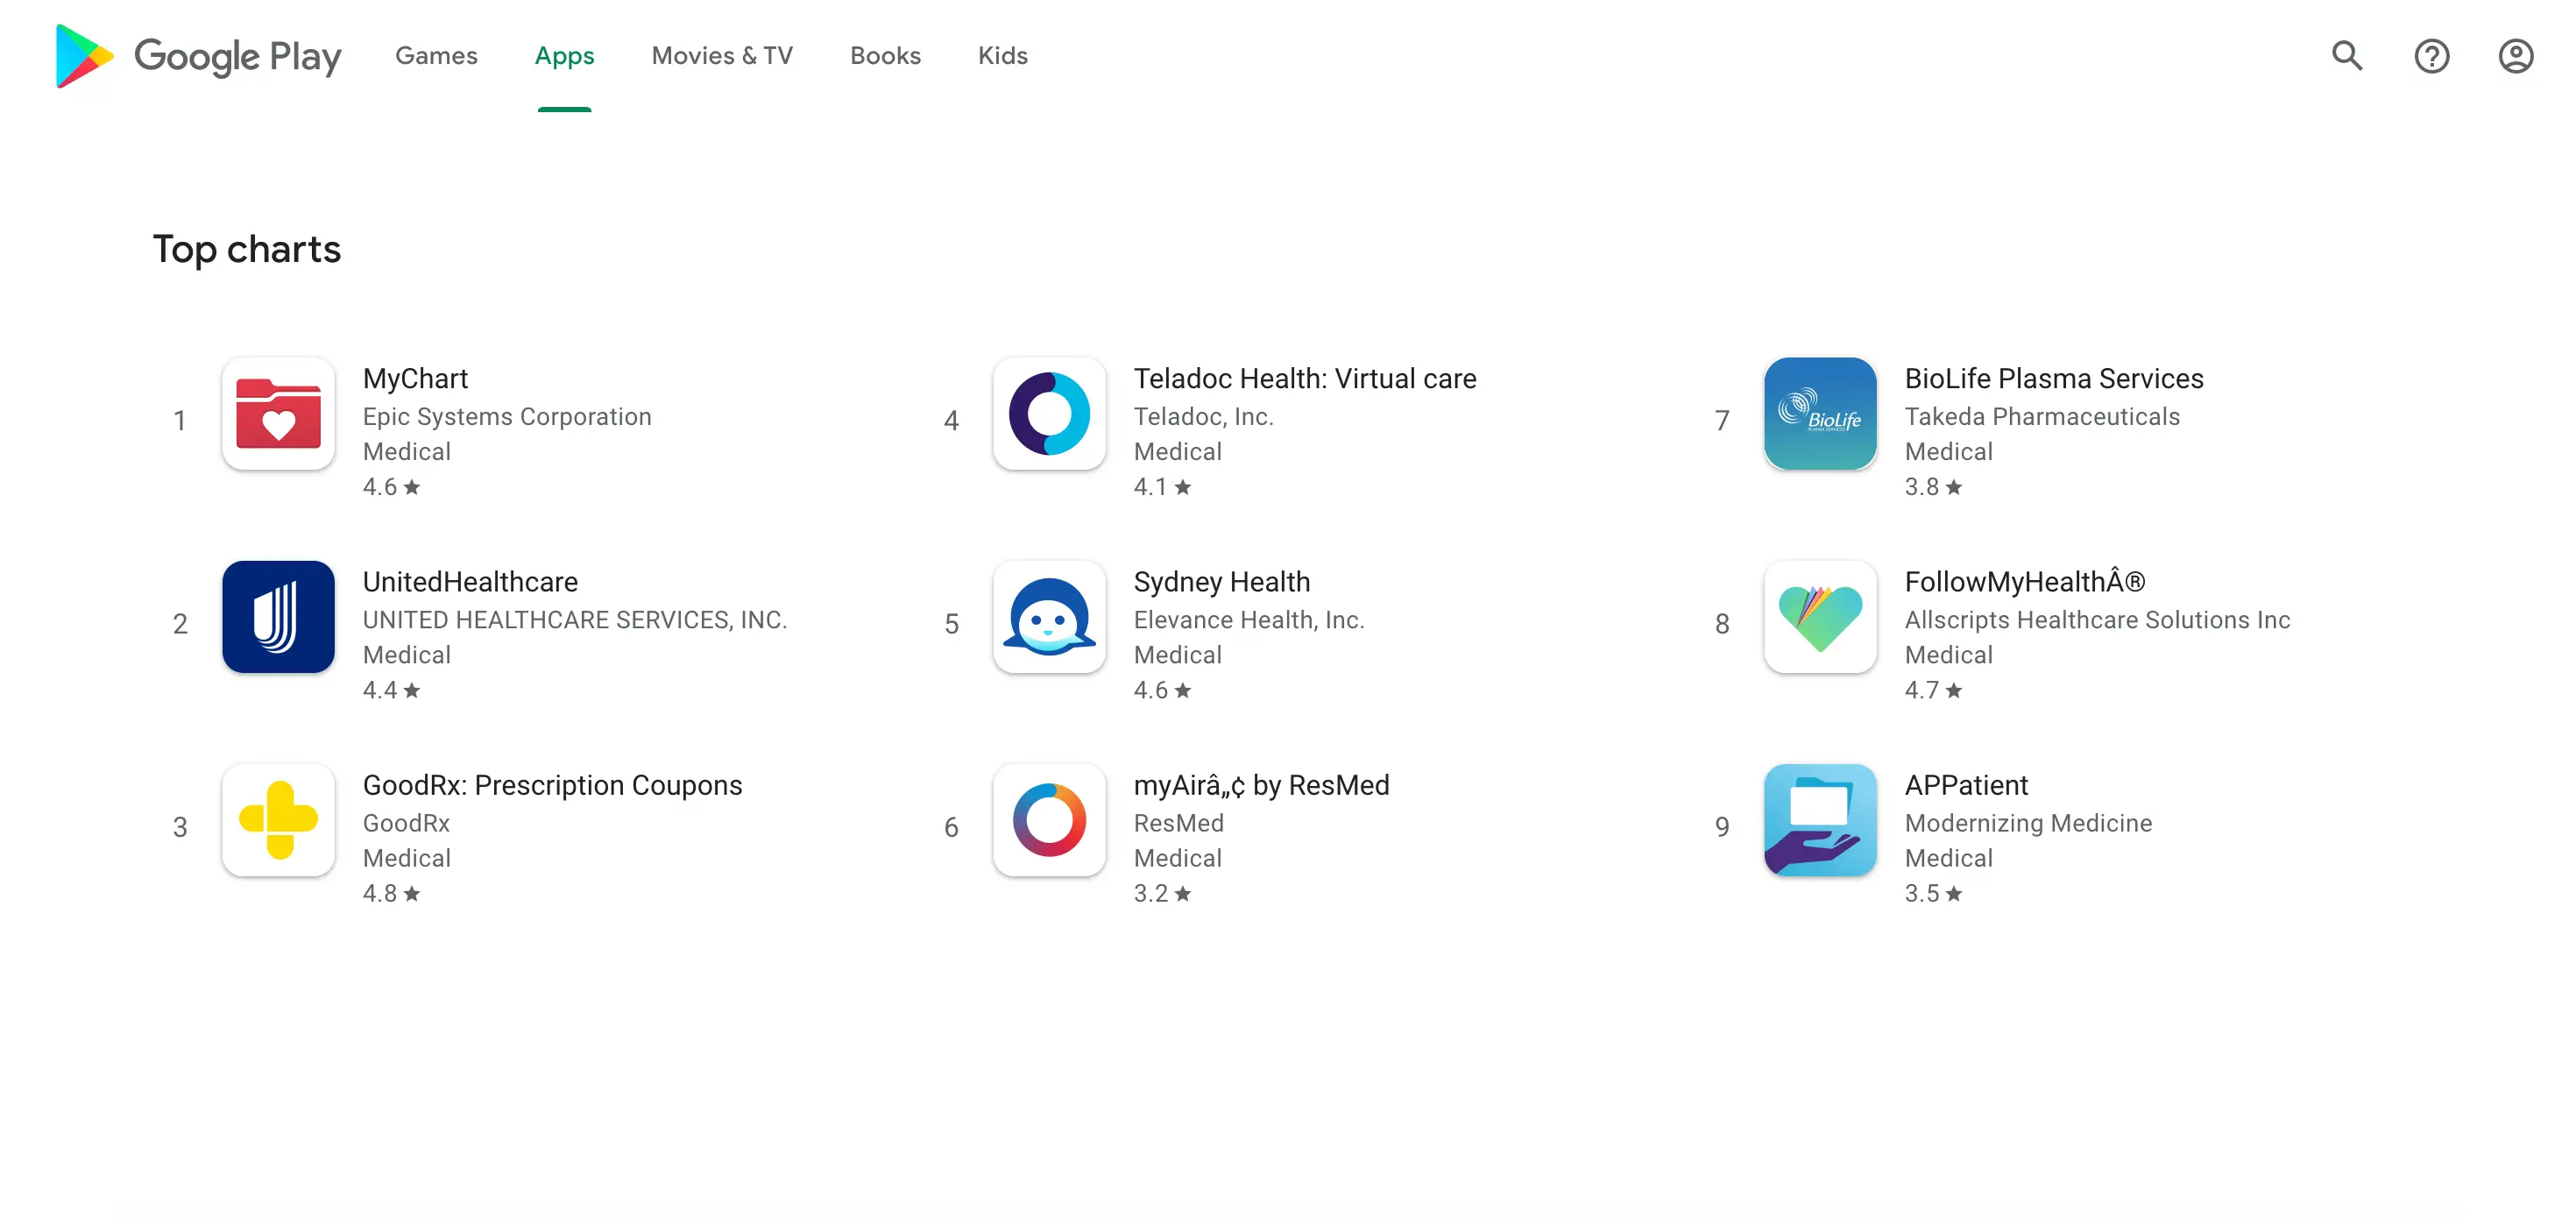 Google Play
Games
Apps
Movies & TV
Books
Kids
Top charts
1
MyChart
Epic Systems Corporation
Medical
4.6 ★
2
UnitedHealthcare
UNITED HEALTHCARE SERVICES, INC.
Medical
4.4 ★
3
GoodRx: Prescription Coupons
GoodRx
Medical
4.8 ★
4
Teladoc Health: Virtual care
Teladoc, Inc.
Medical
4.1 ★
5
Sydney Health
Elevance Health, Inc.
Medical
4.6 ★
6
myAirâ„¢ by ResMed
ResMed
Medical
3.2 ★
7
BioLife
PLASMA SERVICES
BioLife Plasma Services
Takeda Pharmaceuticals
Medical
3.8 ★
8
FollowMyHealthÂ®
Allscripts Healthcare Solutions Inc
Medical
4.7 ★
9
APPatient
Modernizing Medicine
Medical
3.5 ★